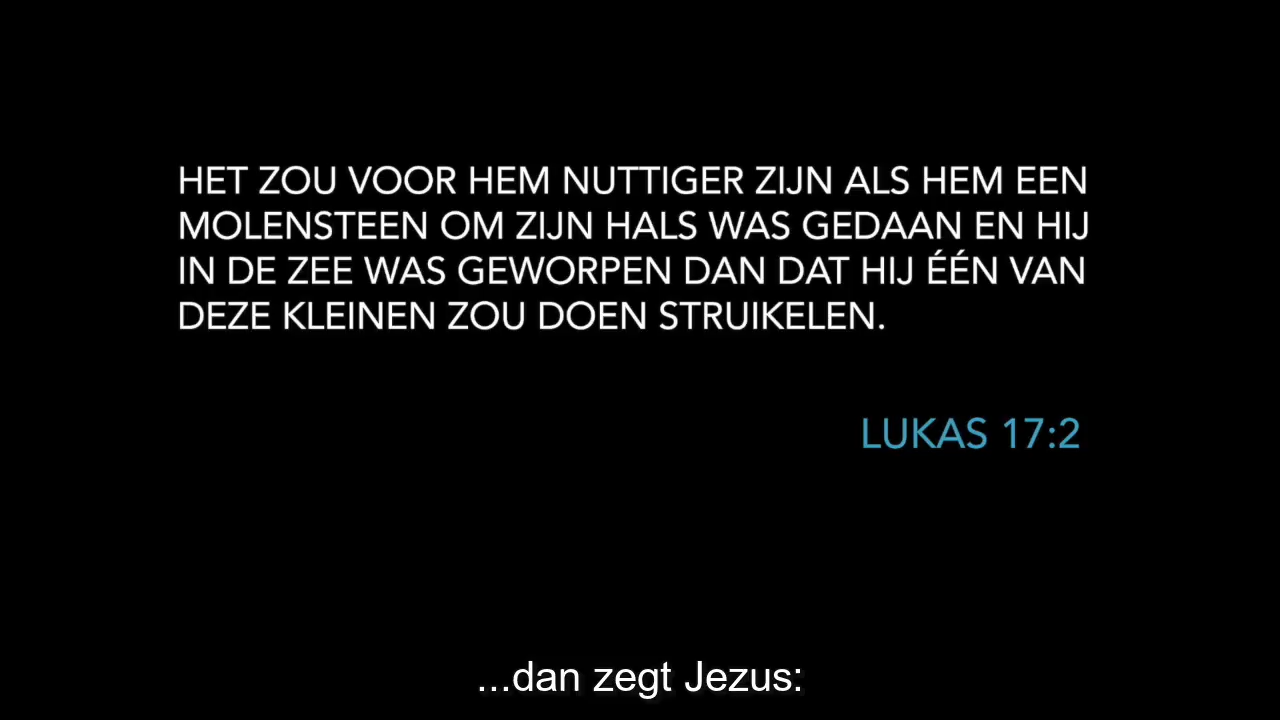 HET ZOU VOOR HEM NUTTIGER ZIJN ALS HEM EEN
MOLENSTEEN OM ZIJN HALS WAS GEDAAN EN HIJ
IN DE ZEE WAS GEWORPEN DAN DAT HIJ ÉÉN VAN
DEZE KLEINEN ZOU DOEN STRUIKELEN.
LUKAS 17:2
...dan zegt Jezus: